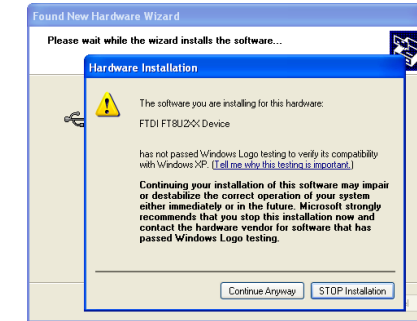 Found New Hardware Wizard
Please wait while the wizard installs the software...
Hardware Installation
The software you are installing for this hardware:
FTDI FT8U2XX Device
has not passed Windows Logo testing to verify its compatibility
with Windows XP. (Tell me why this testing is important.)
Continuing your installation of this software may impair
or destabilize the correct operation of your system
either immediately or in the future. Microsoft strongly
recommends that you stop this installation now and
contact the hardware vendor for software that has
passed Windows Logo testing.
Continue Anyway STOP Installation